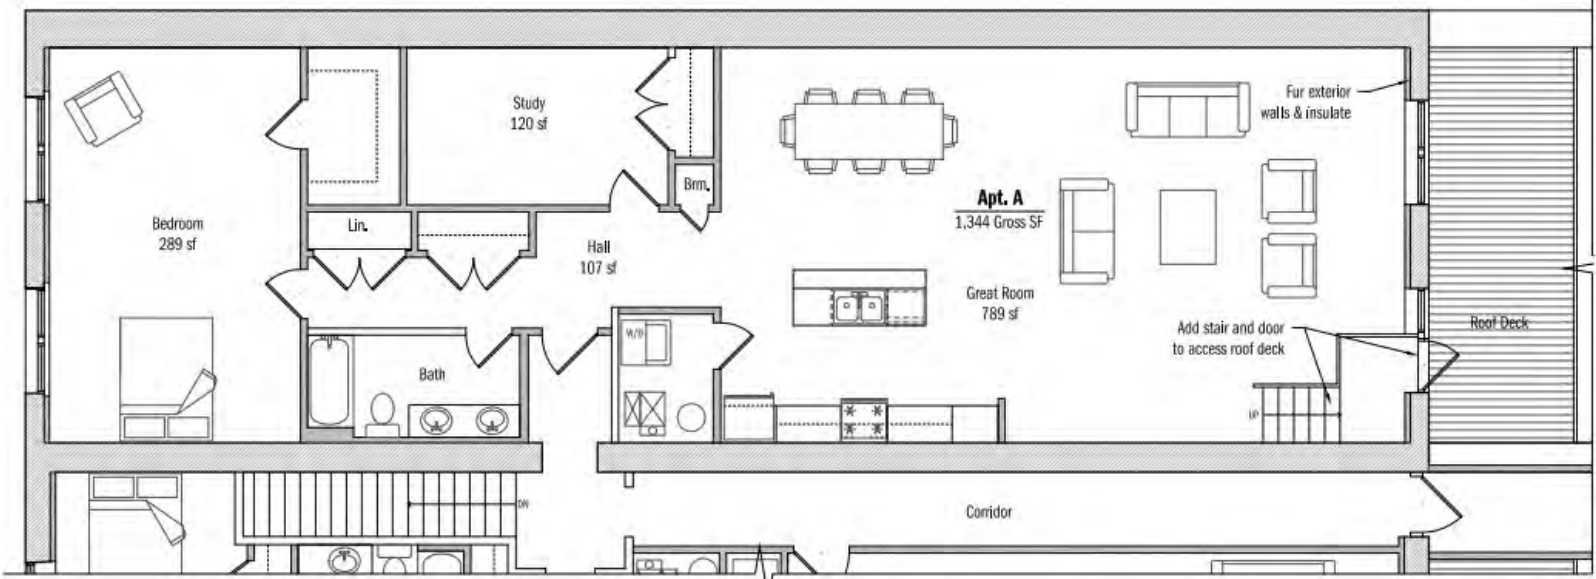 Study
120 sf
Fur exterior
walls & insulate
Brm.
Apt. A
1,344 Gross SF
Bedroom
289 sf
Lin.
Hall
107 sf
Great Room
789 sf
Roof Deck
Add stair and door
to access roof deck
W/D
Bath
UP
DN
Corridor